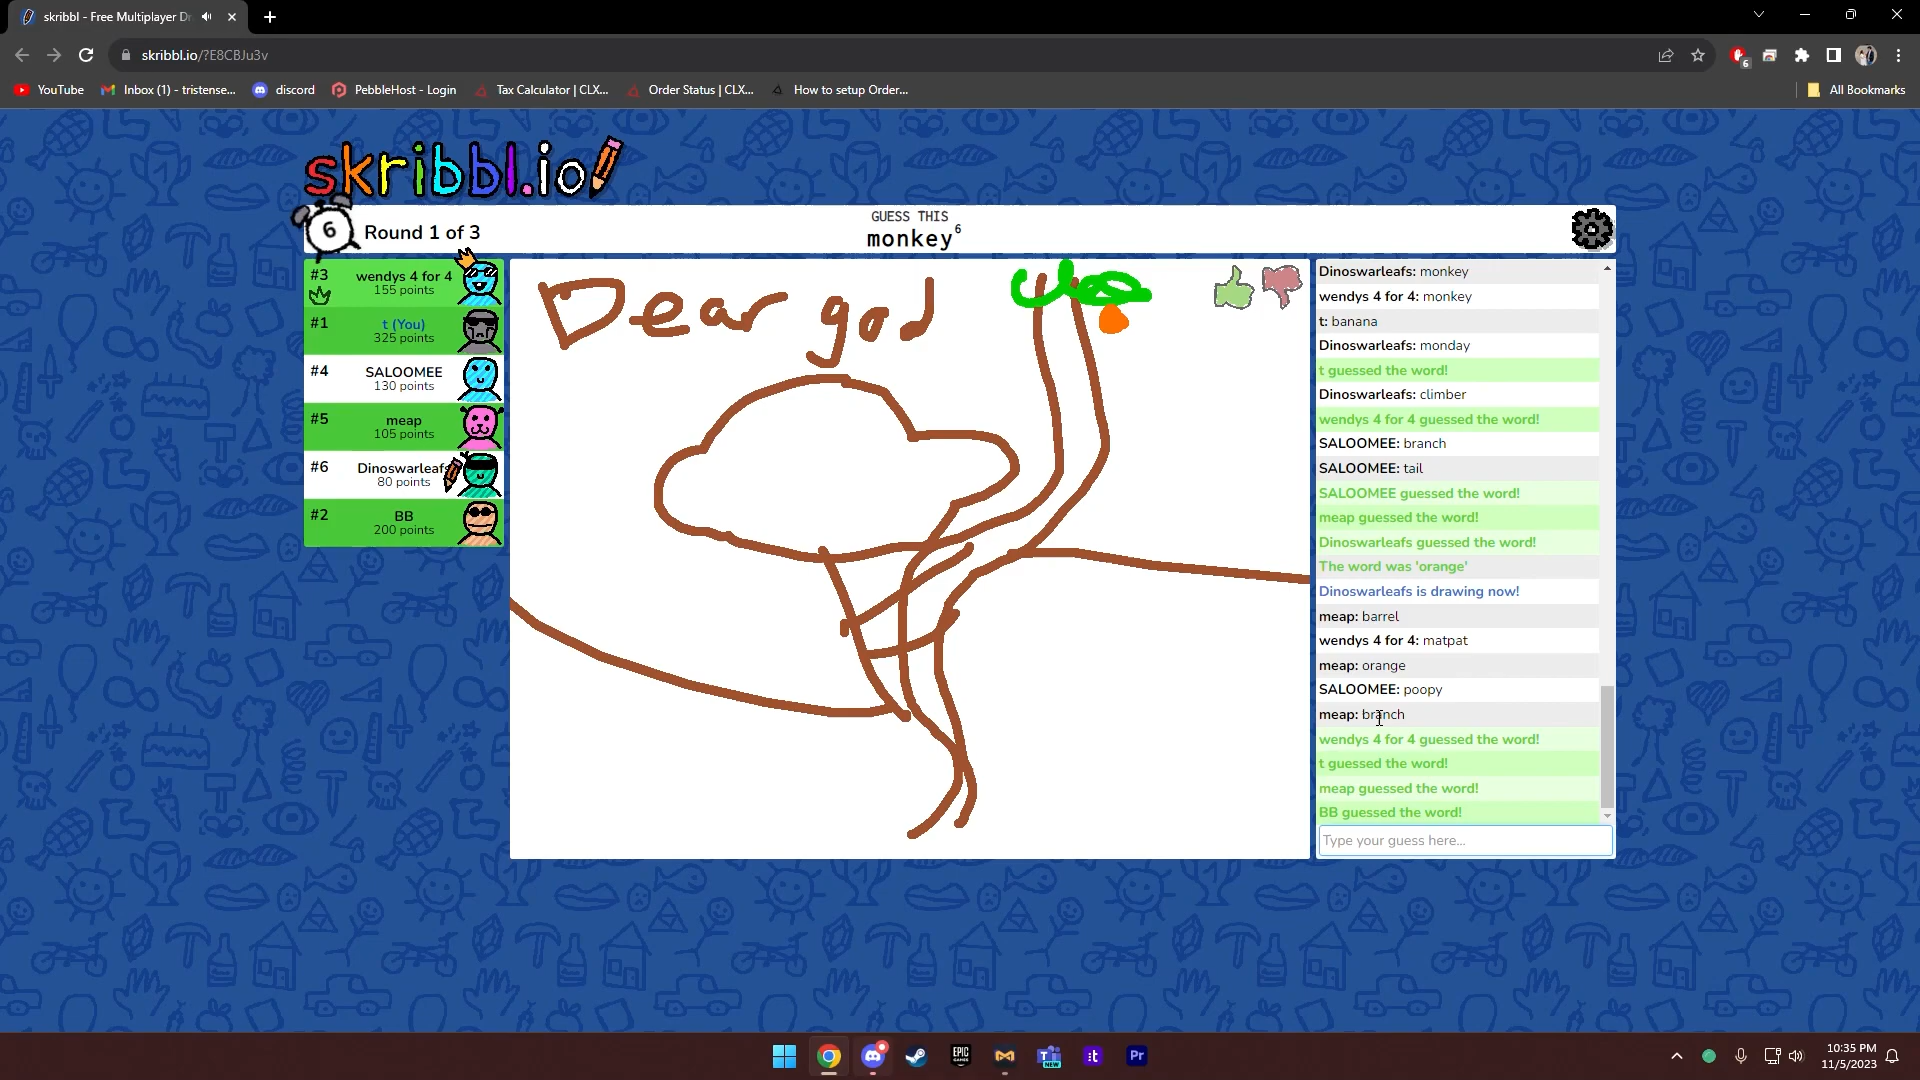 skribbl - Free Multiplayer Dr
skribbl.io/?E8CBJu3v
6
YouTube
Inbox (1) - tristense...
discord
PebbleHost - Login
Tax Calculator | CLX...
Order Status | CLX...
How to setup Order...
All Bookmarks
skribbl.io
6
Round 1 of 3
GUESS THIS
monkey 6
#3 wendys 4 for 4
155 points
#1 t (You)
325 points
#4 SALOOMEE
130 points
#5 meap
105 points
#6 Dinoswarleafs
80 points
#2 BB
200 points
Dear god
Dinoswarleafs: monkey
wendys 4 for 4: monkey
t: banana
Dinoswarleafs: monday
t guessed the word!
Dinoswarleafs: climber
wendys 4 for 4 guessed the word!
SALOOMEE: branch
SALOOMEE: tail
SALOOMEE guessed the word!
meap guessed the word!
Dinoswarleafs guessed the word!
The word was 'orange'
Dinoswarleafs is drawing now!
meap: barrel
wendys 4 for 4: matpat
meap: orange
SALOOMEE: poopy
meap: branch
wendys 4 for 4 guessed the word!
t guessed the word!
meap guessed the word!
BB guessed the word!
Type your guess here...
EPIC GAMES
NEW
:t
Pr
10:35 PM
11/5/2023